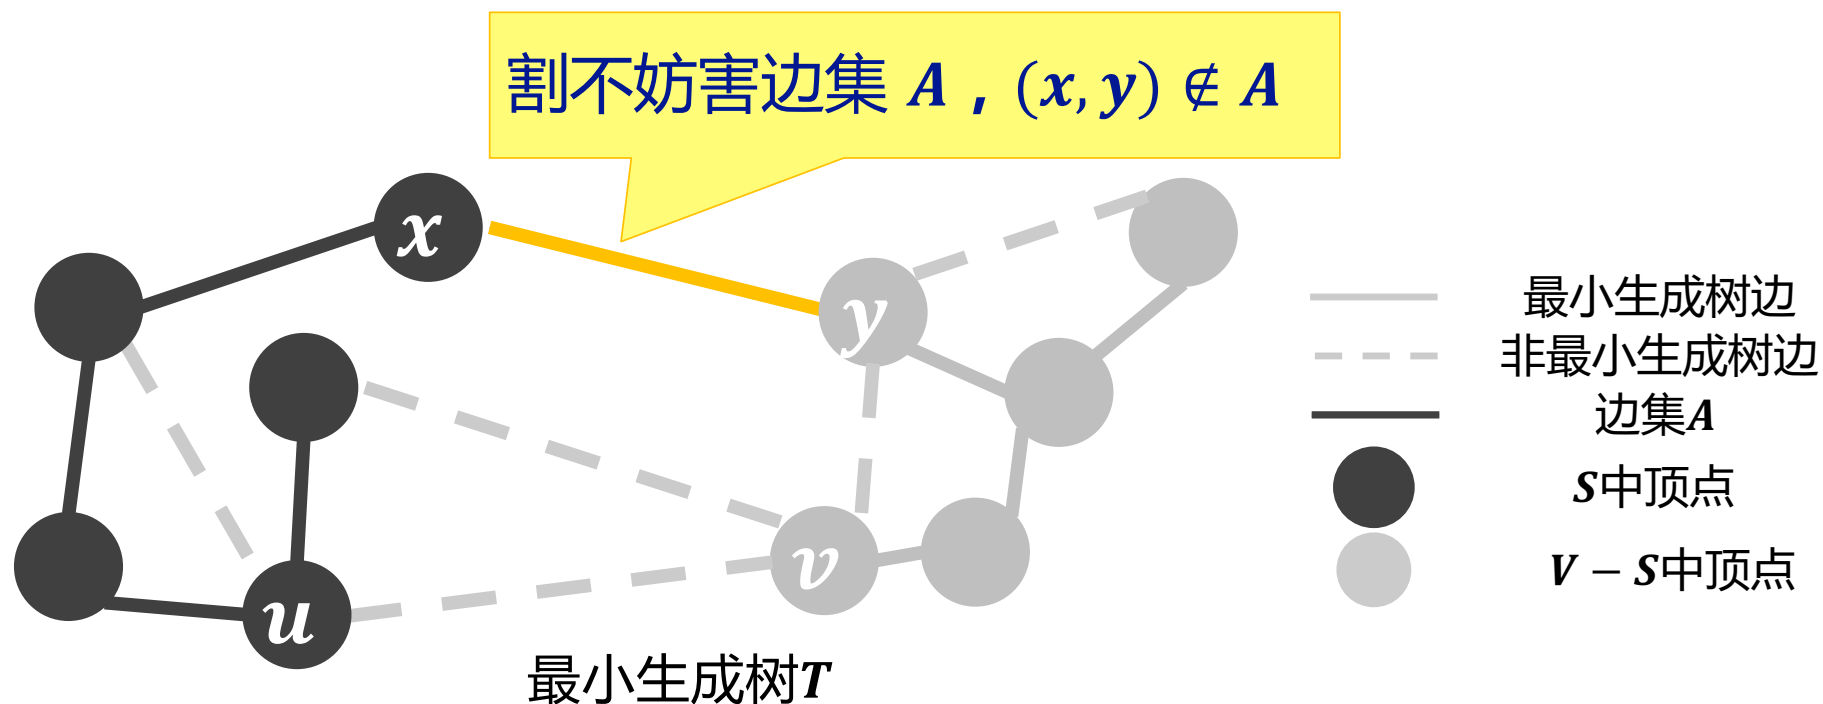 割不妨害边集 A，(x, y) ∉ A
x
y
u
v
最小生成树T
最小生成树边
非最小生成树边
边集A
S中顶点
V − S中顶点